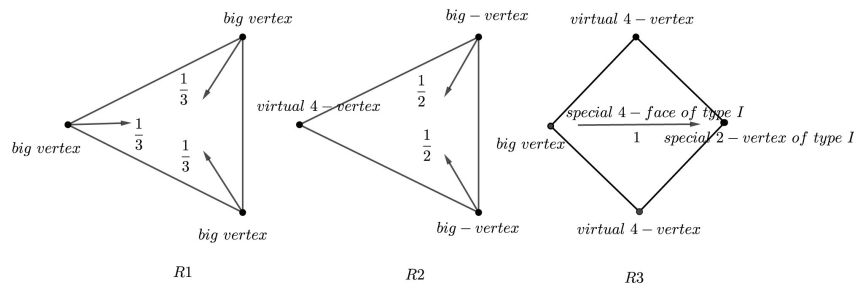 big vertex
1/3
1/3
big vertex
1/3
big vertex
R1
big − vertex
1/2
virtual 4 − vertex
1/2
big − vertex
R2
virtual 4 − vertex
special 4 − face of type I
big vertex
1
special 2 − vertex of type I
virtual 4 − vertex
R3